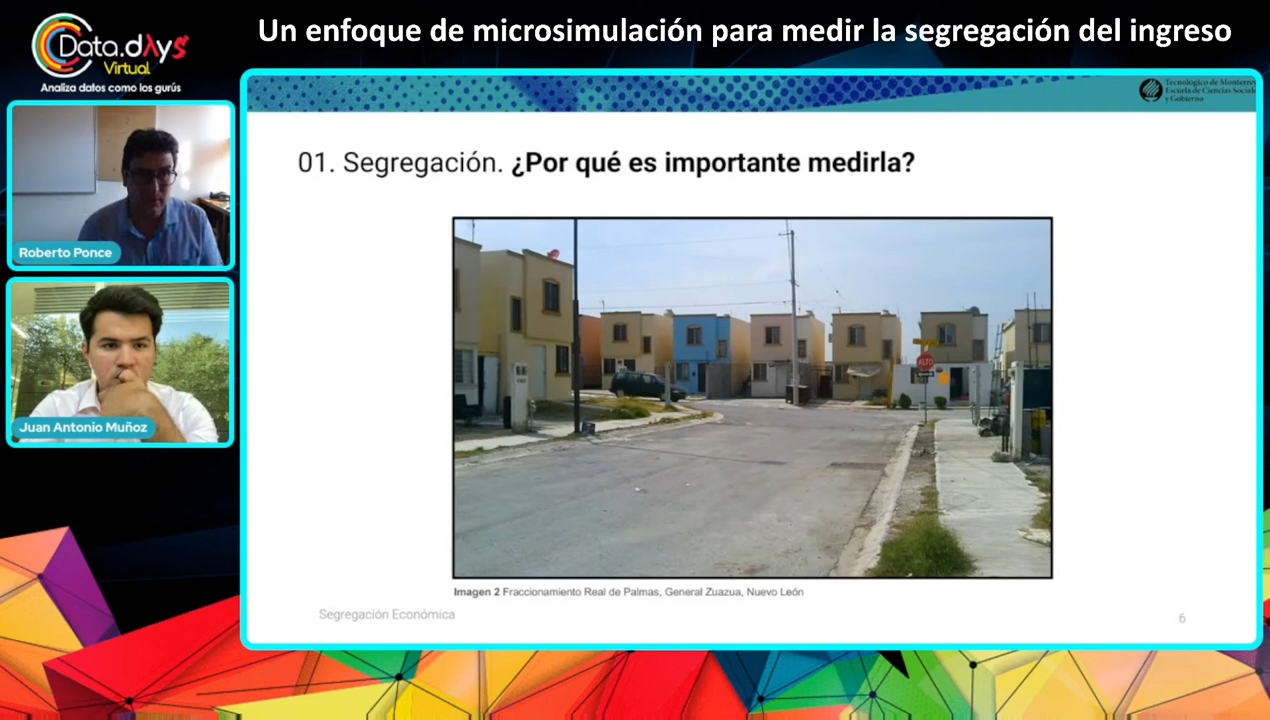 Un enfoque de microsimulación para medir la segregación del ingreso
Data.dAyS
Virtual
Analiza datos como los gurús
Tecnológico de Monterrey
Escuela de Ciencias Sociales
y Gobierno
01. Segregación. ¿Por qué es importante medirla?
Roberto Ponce
Juan Antonio Muñoz
ALTO
Imagen 2 Fraccionamiento Real de Palmas, General Zuazua, Nuevo León
Segregación Económica
6